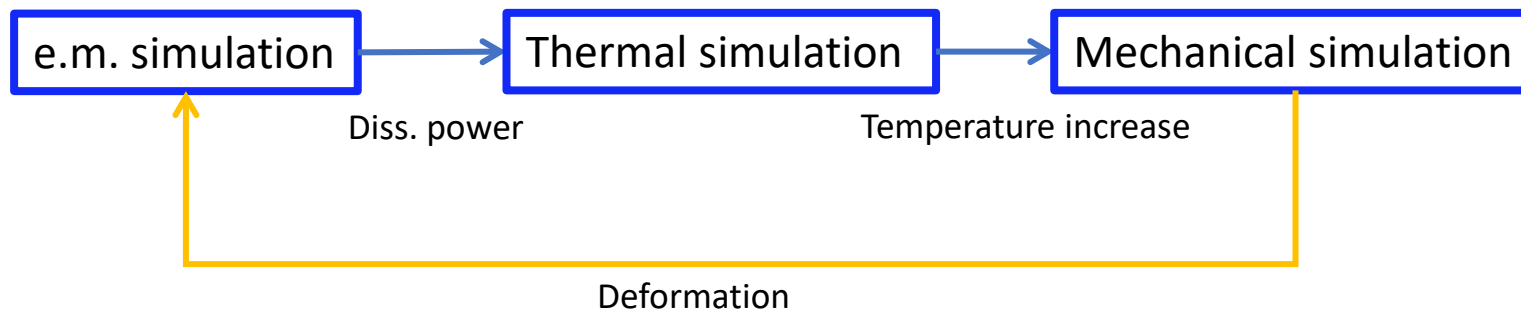 e.m. simulation
Thermal simulation
Mechanical simulation
Diss. power
Temperature increase
Deformation